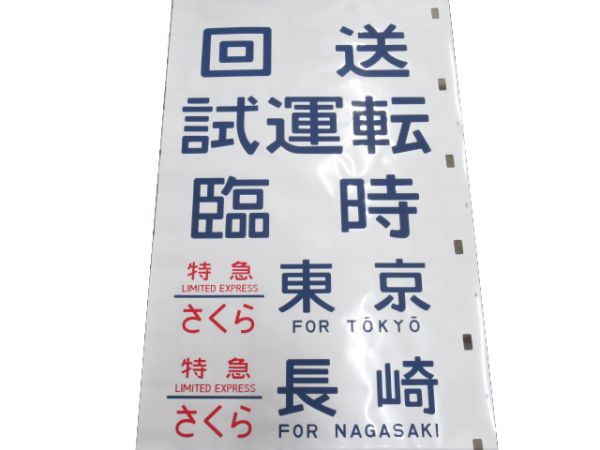 回送
試運転
臨時
特急
LIMITED EXPRESS
さくら
東京
FOR TŌKYŌ
特急
LIMITED EXPRESS
さくら
長崎
FOR NAGASAKI